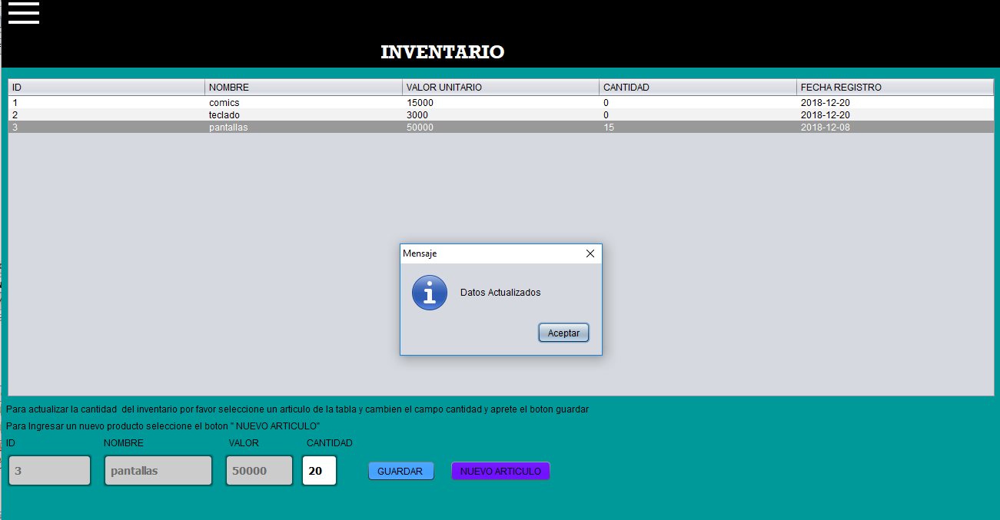 INVENTARIO
ID NOMBRE VALOR UNITARIO CANTIDAD FECHA REGISTRO
1 comics 15000 0 2018-12-20
2 teclado 3000 0 2018-12-20
3 pantallas 50000 15 2018-12-08
Mensaje
Datos Actualizados
Aceptar
Para actualizar la cantidad del inventario por favor seleccione un articulo de la tabla y cambien el campo cantidad y aprete el boton guardar
Para Ingresar un nuevo producto seleccione el boton " NUEVO ARTICULO"
ID NOMBRE VALOR CANTIDAD
3 pantallas 50000 20 GUARDAR NUEVO ARTICULO